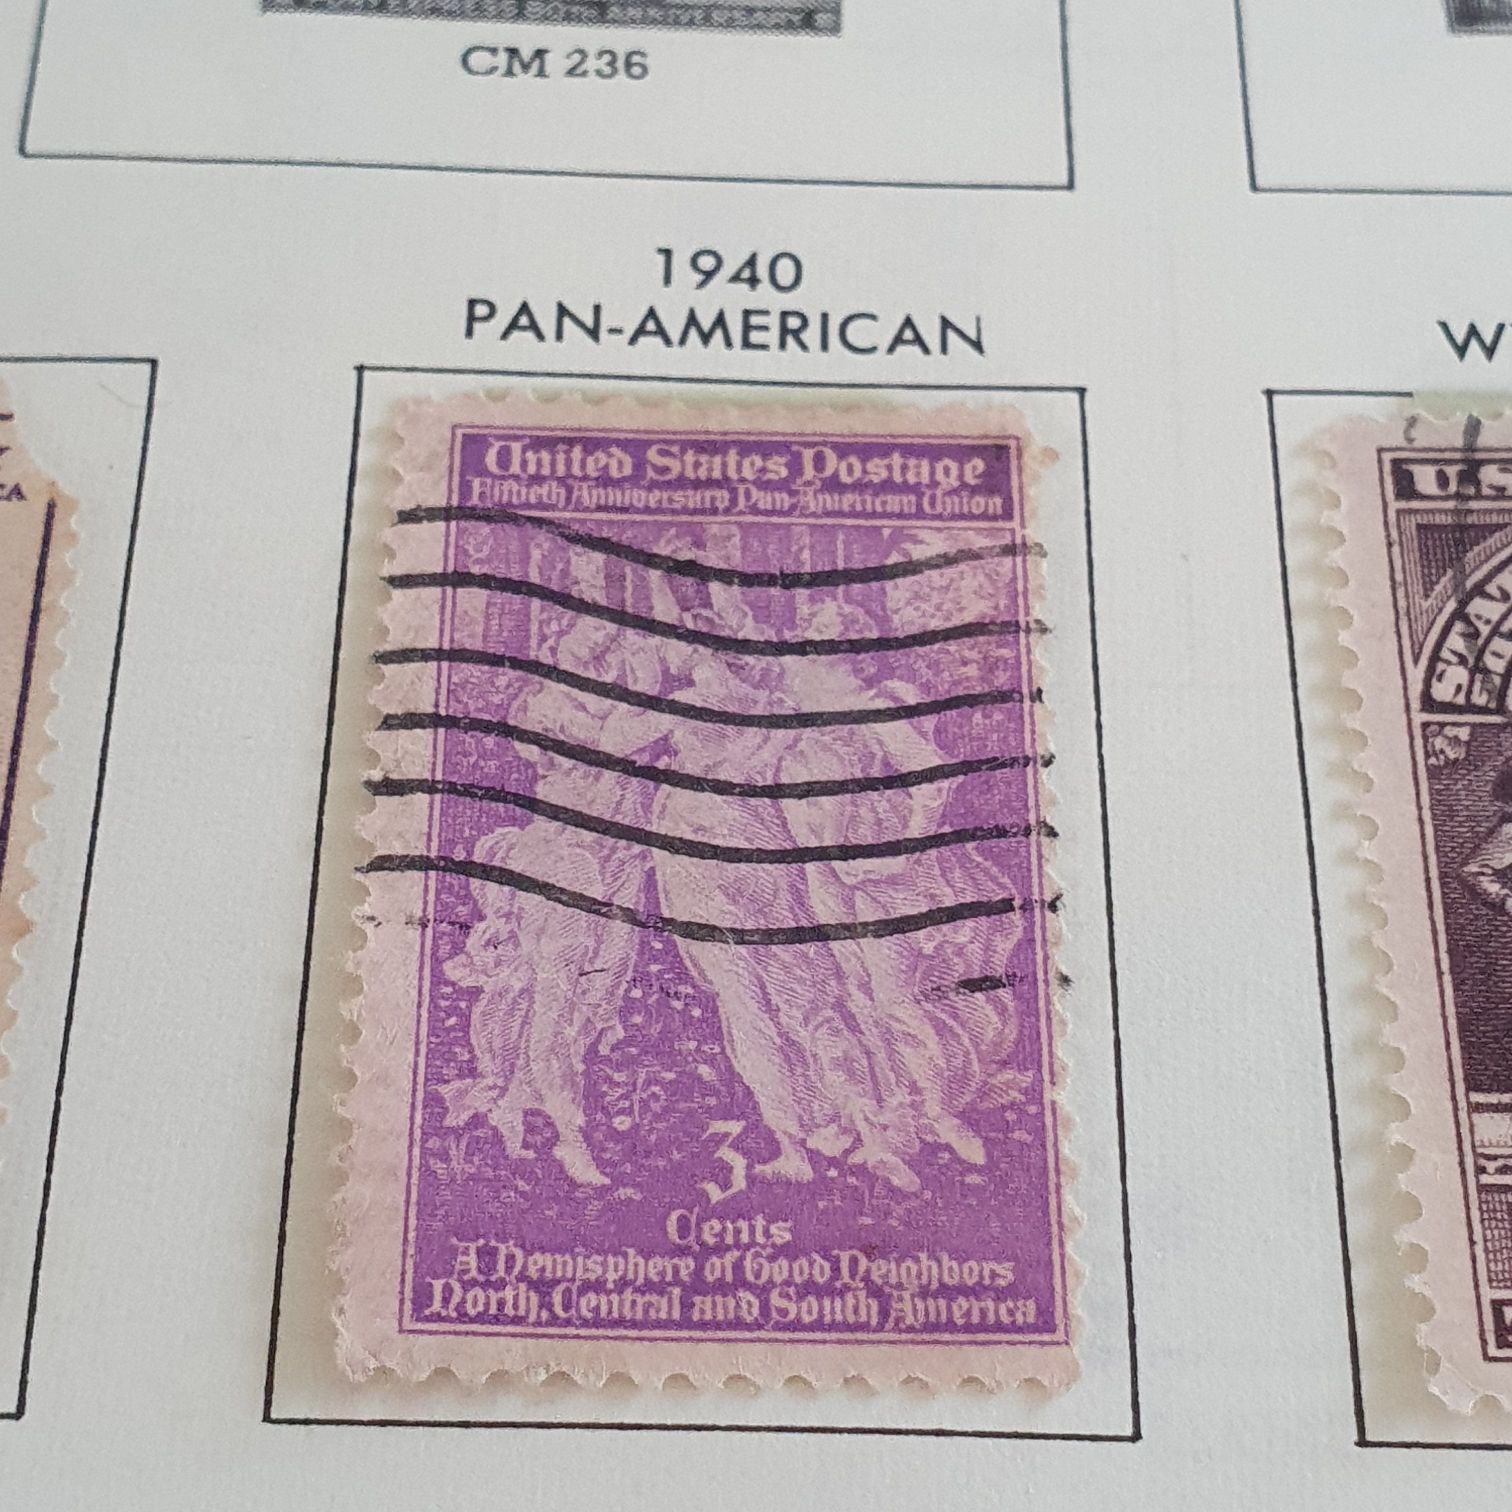 CM 236
1940
PAN-AMERICAN
W
United States Postage
Fiftieth Anniversary Pan-American Union
U.S
3
Cents
A Hemisphere of Good Neighbors
North, Central and South America